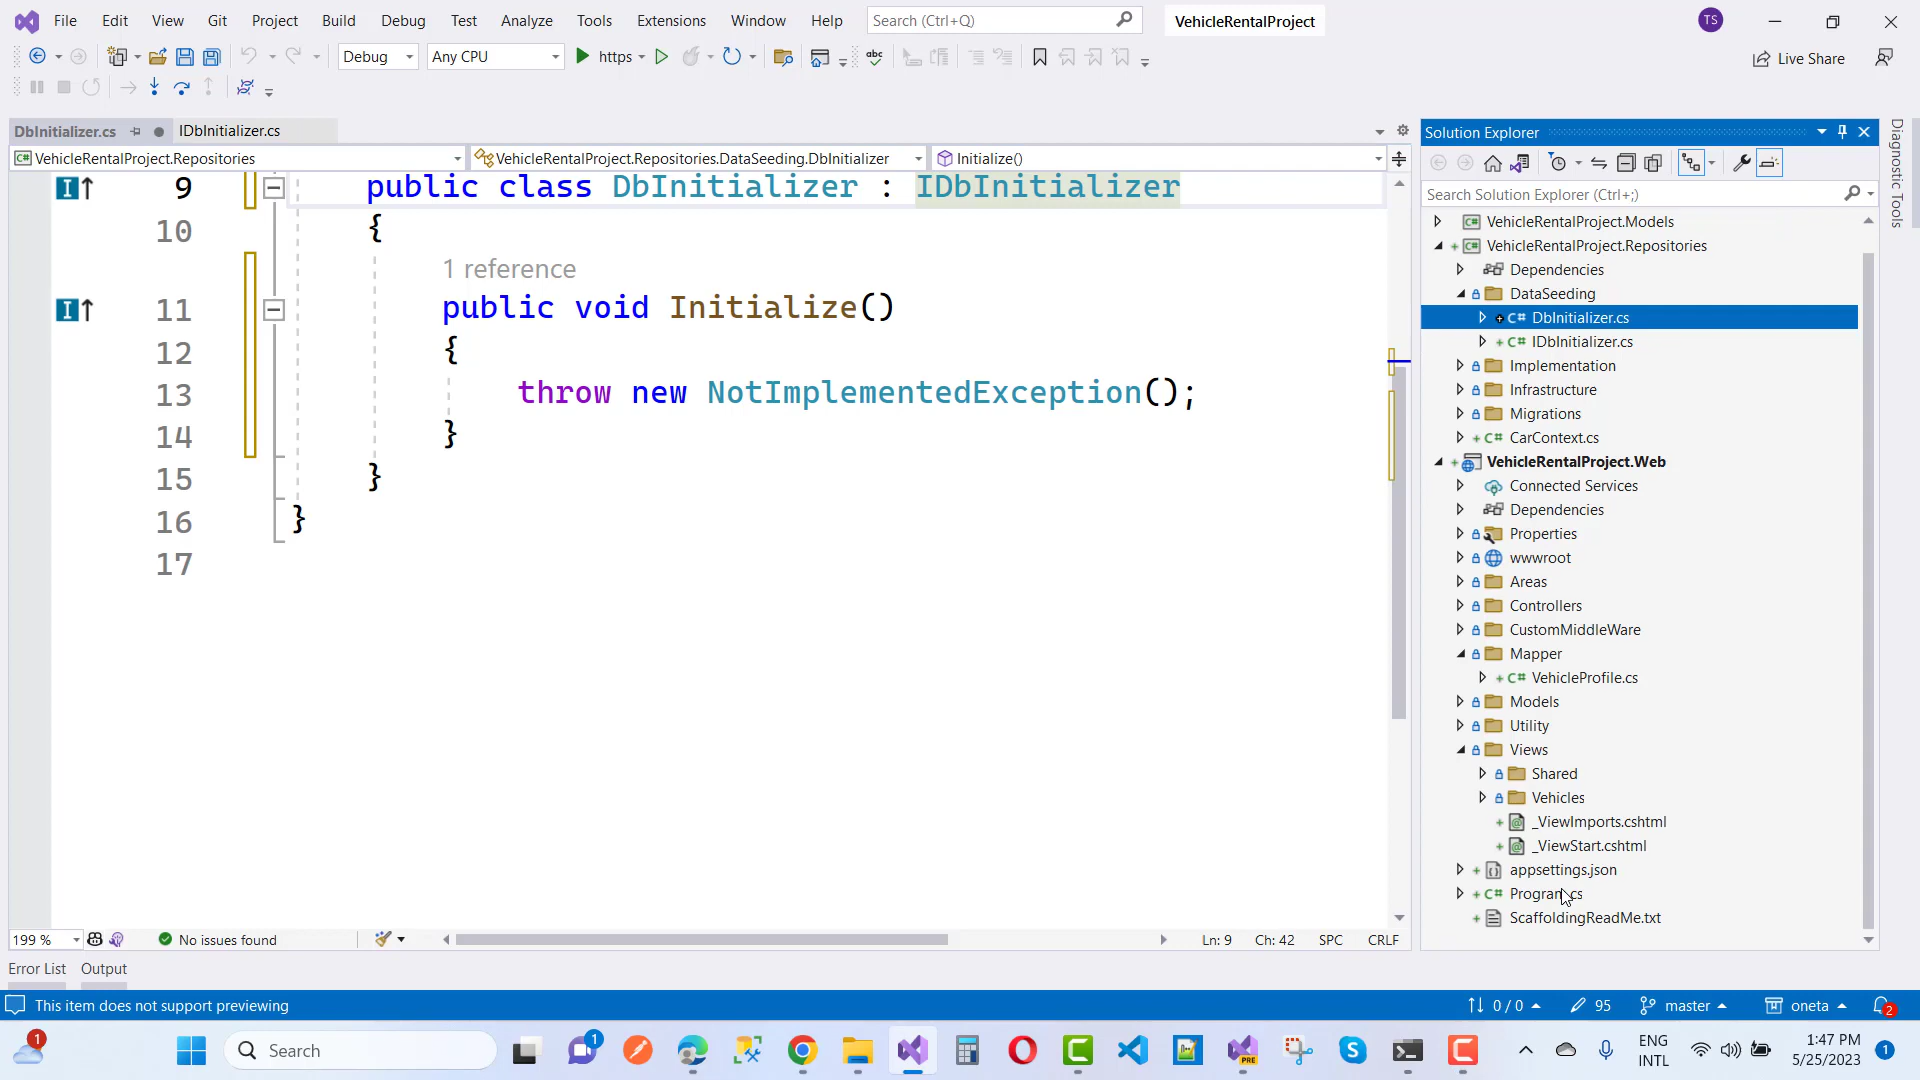 File Edit View Git Project Build Debug Test Analyze Tools Extensions Window Help Search (Ctrl+Q) VehicleRentalProject TS
Debug Any CPU https abc Live Share
DbInitializer.cs IDbInitializer.cs
VehicleRentalProject.Repositories VehicleRentalProject.Repositories.DataSeeding.DbInitializer Initialize()
9 public class DbInitializer : IDbInitializer
10 {
1 reference
11 public void Initialize()
12 {
13 throw new NotImplementedException();
14 }
15 }
16 }
17
199 % No issues found Ln: 9 Ch: 42 SPC CRLF
Solution Explorer
Search Solution Explorer (Ctrl+;)
VehicleRentalProject.Models
VehicleRentalProject.Repositories
Dependencies
DataSeeding
DbInitializer.cs
IDbInitializer.cs
Implementation
Infrastructure
Migrations
CarContext.cs
VehicleRentalProject.Web
Connected Services
Dependencies
Properties
wwwroot
Areas
Controllers
CustomMiddleWare
Mapper
VehicleProfile.cs
Models
Utility
Views
Shared
Vehicles
_ViewImports.cshtml
_ViewStart.cshtml
appsettings.json
Program.cs
ScaffoldingReadMe.txt
Diagnostic Tools
Error List Output
This item does not support previewing 0 / 0 95 master oneta 2
1 Search 1 PRE ENG
INTL
1:47 PM
5/25/2023
1